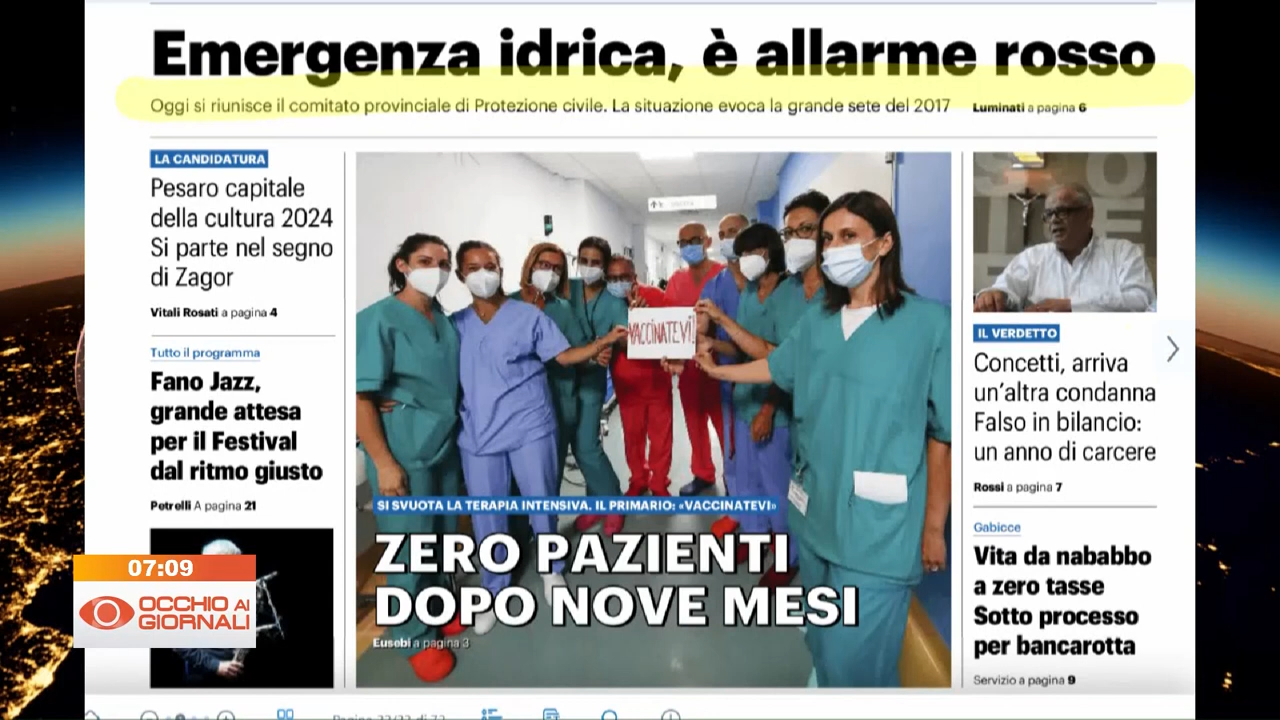 Emergenza idrica, è allarme rosso
Oggi si riunisce il comitato provinciale di Protezione civile. La situazione evoca la grande sete del 2017
Luminati a pagina 6
LA CANDIDATURA
Pesaro capitale
della cultura 2024
Si parte nel segno
di Zagor
Vitali Rosati a pagina 4
Tutto il programma
Fano Jazz,
grande attesa
per il Festival
dal ritmo giusto
Petrelli A pagina 21
07:09
OCCHIO AI
GIORNALI
VACCINATEVI!
SI SVUOTA LA TERAPIA INTENSIVA. IL PRIMARIO: «VACCINATEVI»
ZERO PAZIENTI
DOPO NOVE MESI
Eusebi a pagina 3
IL VERDETTO
Concetti, arriva
un'altra condanna
Falso in bilancio:
un anno di carcere
Rossi a pagina 7
Gabicce
Vita da nababbo
a zero tasse
Sotto processo
per bancarotta
Servizio a pagina 9